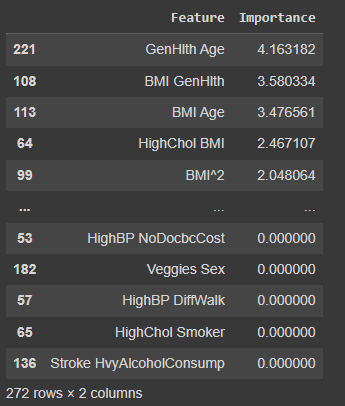 Feature Importance
221 GenHlth Age 4.163182
108 BMI GenHlth 3.580334
113 BMI Age 3.476561
64 HighChol BMI 2.467107
99 BMI^2 2.048064
... ... ...
53 HighBP NoDocbcCost 0.000000
182 Veggies Sex 0.000000
57 HighBP DiffWalk 0.000000
65 HighChol Smoker 0.000000
136 Stroke HvyAlcoholConsump 0.000000
272 rows × 2 columns